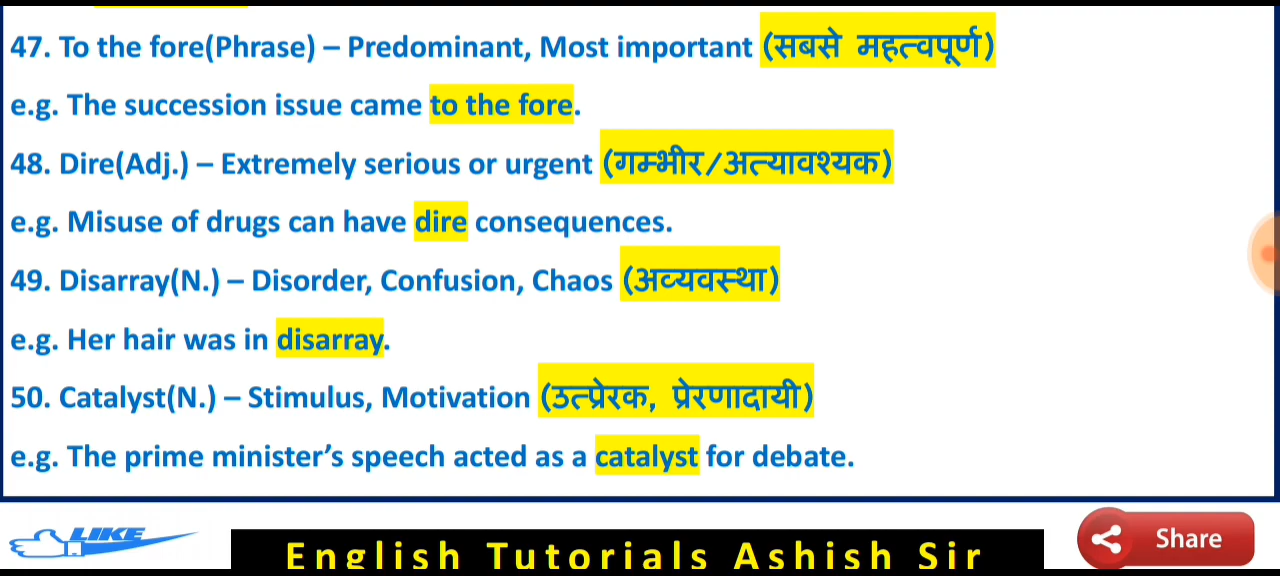 47. To the fore(Phrase) – Predominant, Most important (सबसे महत्वपूर्ण)
e.g. The succession issue came to the fore.
48. Dire(Adj.) – Extremely serious or urgent (गम्भीर/अत्यावश्यक)
e.g. Misuse of drugs can have dire consequences.
49. Disarray(N.) – Disorder, Confusion, Chaos (अव्यवस्था)
e.g. Her hair was in disarray.
50. Catalyst(N.) – Stimulus, Motivation (उत्प्रेरक, प्रेरणादायी)
e.g. The prime minister’s speech acted as a catalyst for debate.
LIKE
English Tutorials Ashish Sir
Share